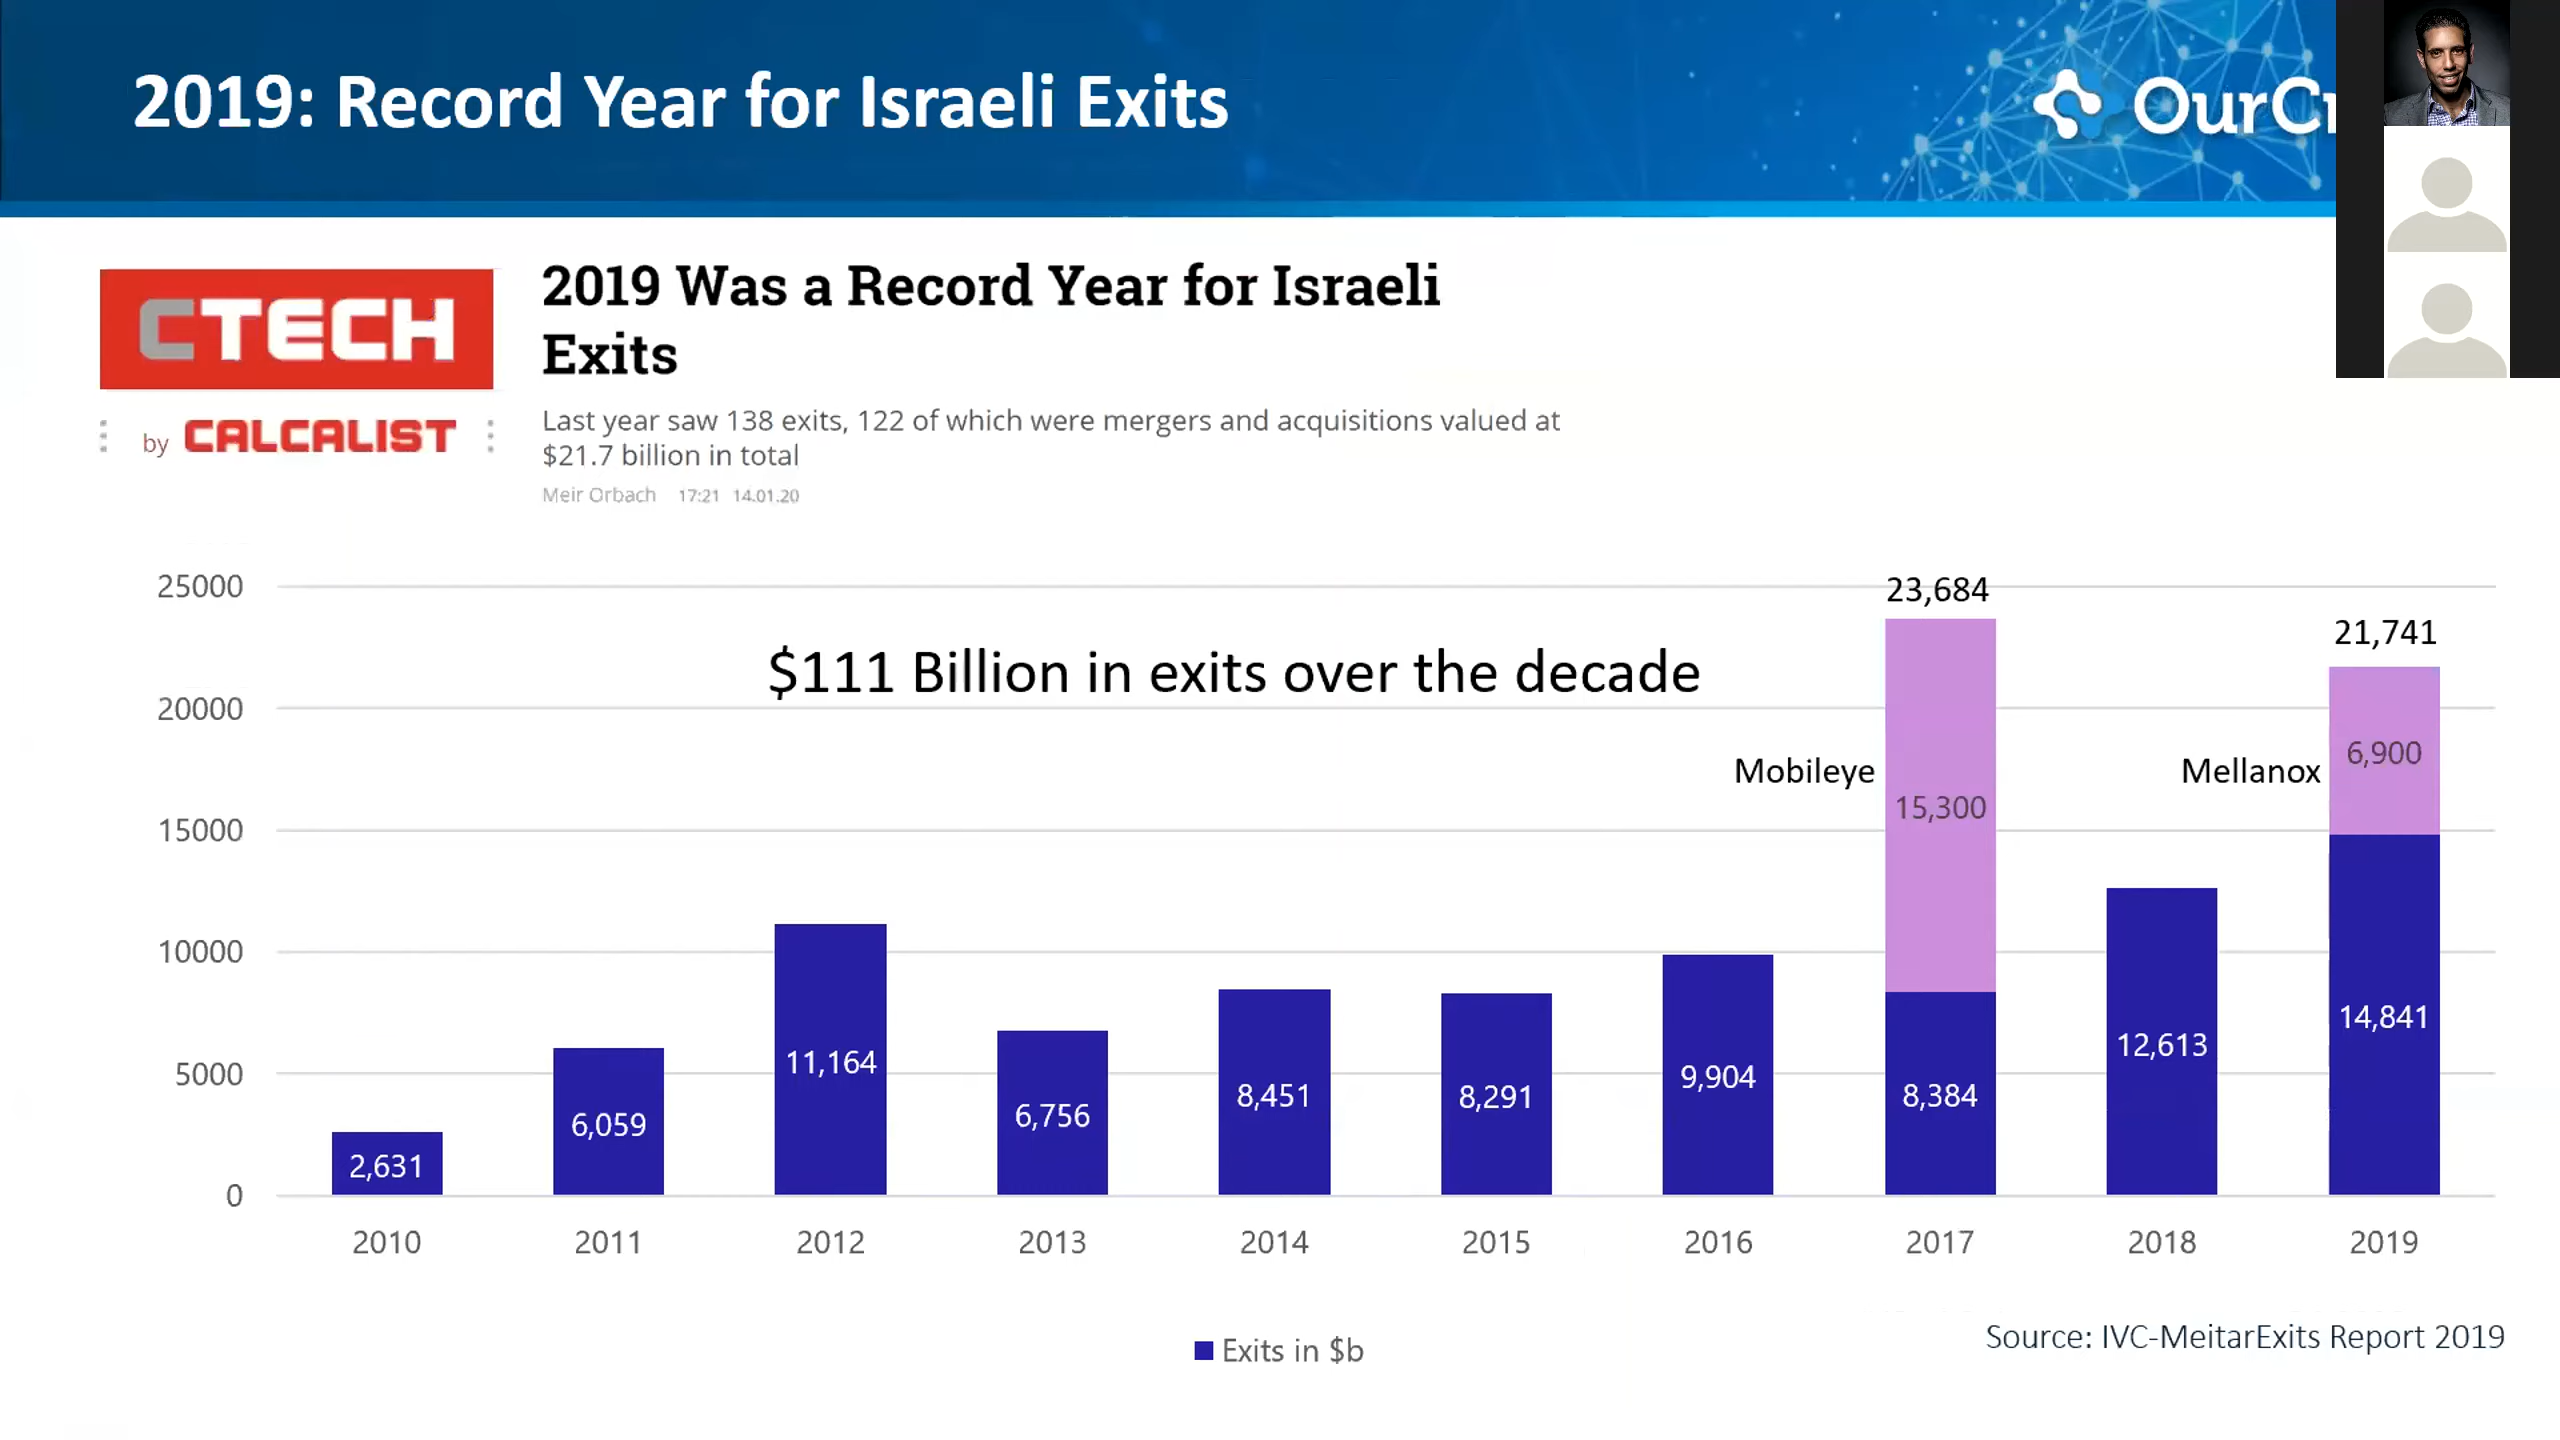 2019: Record Year for Israeli Exits
OurCr
CTECH
by CALCALIST
2019 Was a Record Year for Israeli
Exits
Last year saw 138 exits, 122 of which were mergers and acquisitions valued at
$21.7 billion in total
Meir Orbach 17:21 14.01.20
$111 Billion in exits over the decade
25000
20000
15000
10000
5000
0
2,631
6,059
11,164
6,756
8,451
8,291
9,904
23,684
Mobileye
15,300
8,384
12,613
21,741
Mellanox
6,900
14,841
2010
2011
2012
2013
2014
2015
2016
2017
2018
2019
Exits in $b
Source: IVC-MeitarExits Report 2019